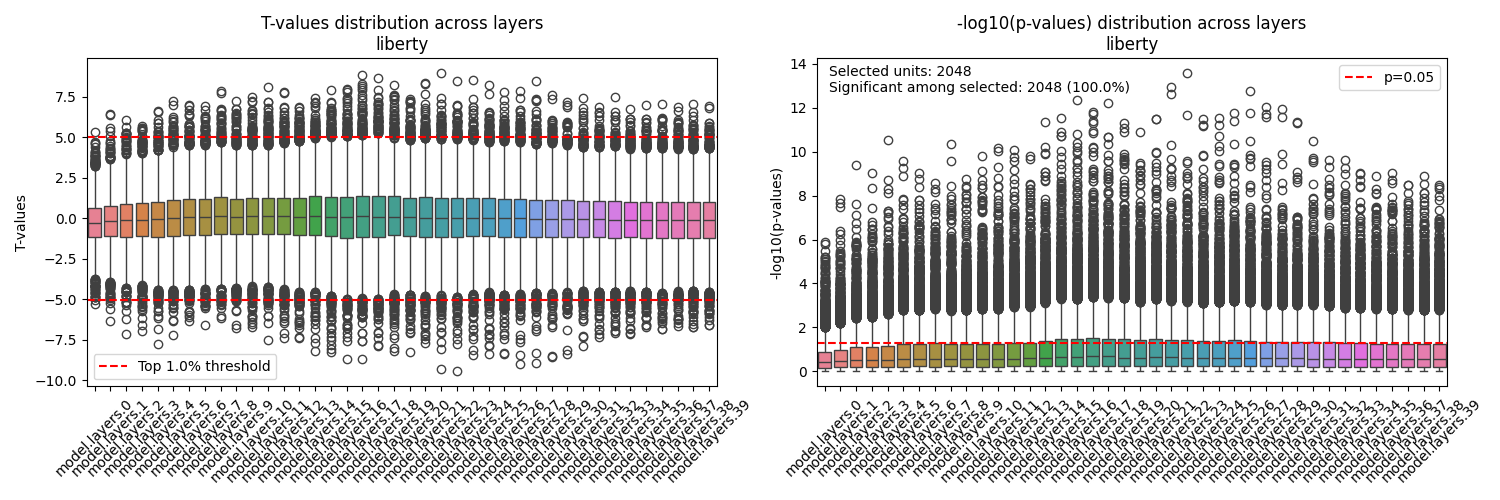 T-values distribution across layers
liberty
T-values
7.5
5.0
2.5
0.0
−2.5
−5.0
−7.5
−10.0
Top 1.0% threshold
model.layers.0
model.layers.1
model.layers.2
model.layers.3
model.layers.4
model.layers.5
model.layers.6
model.layers.7
model.layers.8
model.layers.9
model.layers.10
model.layers.11
model.layers.12
model.layers.13
model.layers.14
model.layers.15
model.layers.16
model.layers.17
model.layers.18
model.layers.19
model.layers.20
model.layers.21
model.layers.22
model.layers.23
model.layers.24
model.layers.25
model.layers.26
model.layers.27
model.layers.28
model.layers.29
model.layers.30
model.layers.31
model.layers.32
model.layers.33
model.layers.34
model.layers.35
model.layers.36
model.layers.37
model.layers.38
model.layers.39
-log10(p-values) distribution across layers
liberty
-log10(p-values)
14
12
10
8
6
4
2
0
Selected units: 2048
Significant among selected: 2048 (100.0%)
p=0.05
model.layers.0
model.layers.1
model.layers.2
model.layers.3
model.layers.4
model.layers.5
model.layers.6
model.layers.7
model.layers.8
model.layers.9
model.layers.10
model.layers.11
model.layers.12
model.layers.13
model.layers.14
model.layers.15
model.layers.16
model.layers.17
model.layers.18
model.layers.19
model.layers.20
model.layers.21
model.layers.22
model.layers.23
model.layers.24
model.layers.25
model.layers.26
model.layers.27
model.layers.28
model.layers.29
model.layers.30
model.layers.31
model.layers.32
model.layers.33
model.layers.34
model.layers.35
model.layers.36
model.layers.37
model.layers.38
model.layers.39